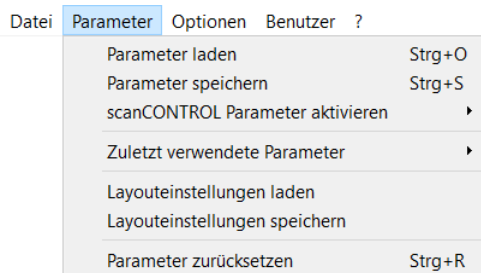 Datei Parameter Optionen Benutzer ?
Parameter laden Strg+O
Parameter speichern Strg+S
scanCONTROL Parameter aktivieren
Zuletzt verwendete Parameter
Layouteinstellungen laden
Layouteinstellungen speichern
Parameter zurücksetzen Strg+R